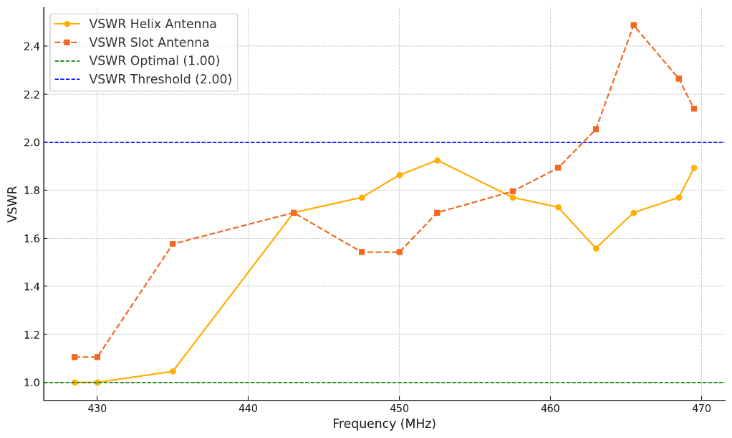 VSWR Helix Antenna
VSWR Slot Antenna
VSWR Optimal (1.00)
VSWR Threshold (2.00)
2.4
2.2
2.0
1.8
1.6
1.4
1.2
1.0
VSWR
430 440 450 460 470
Frequency (MHz)